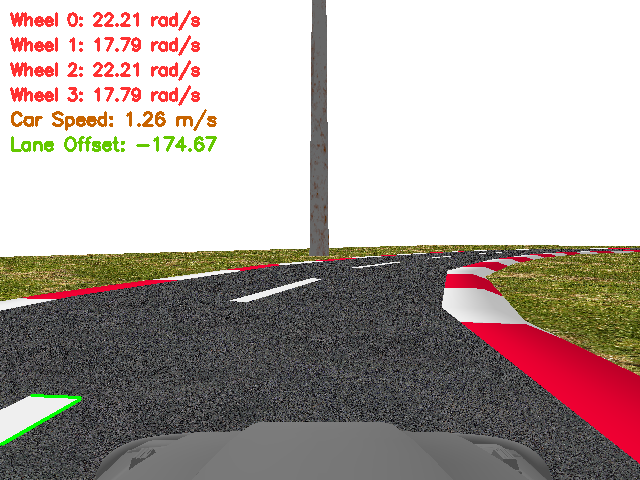 Wheel 0: 22.21 rad/s
Wheel 1: 17.79 rad/s
Wheel 2: 22.21 rad/s
Wheel 3: 17.79 rad/s
Car Speed: 1.26 m/s
Lane Offset: -174.67